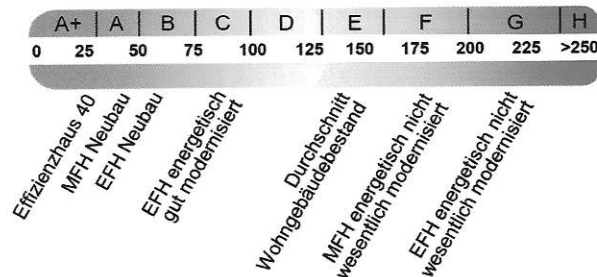 A+ A B C D E F G H
0 25 50 75 100 125 150 175 200 225 >250
Effizienzhaus 40
MFH Neubau
EFH Neubau
EFH energetisch
gut modernisiert
Durchschnitt
Wohngebäudebestand
MFH energetisch nicht
wesentlich modernisiert
EFH energetisch nicht
wesentlich modernisiert